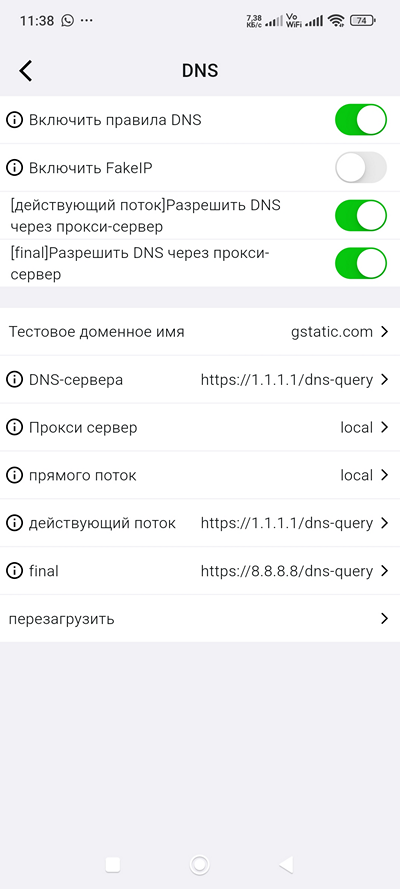 11:38 ... 7,38 КБ/с Vo WiFi 74
DNS
Включить правила DNS
Включить FakeIP
[действующий поток]Разрешить DNS
через прокси-сервер
[final]Разрешить DNS через прокси-
сервер
Тестовое доменное имя gstatic.com
DNS-сервера https://1.1.1.1/dns-query
Прокси сервер local
прямого поток local
действующий поток https://1.1.1.1/dns-query
final https://8.8.8.8/dns-query
перезагрузить